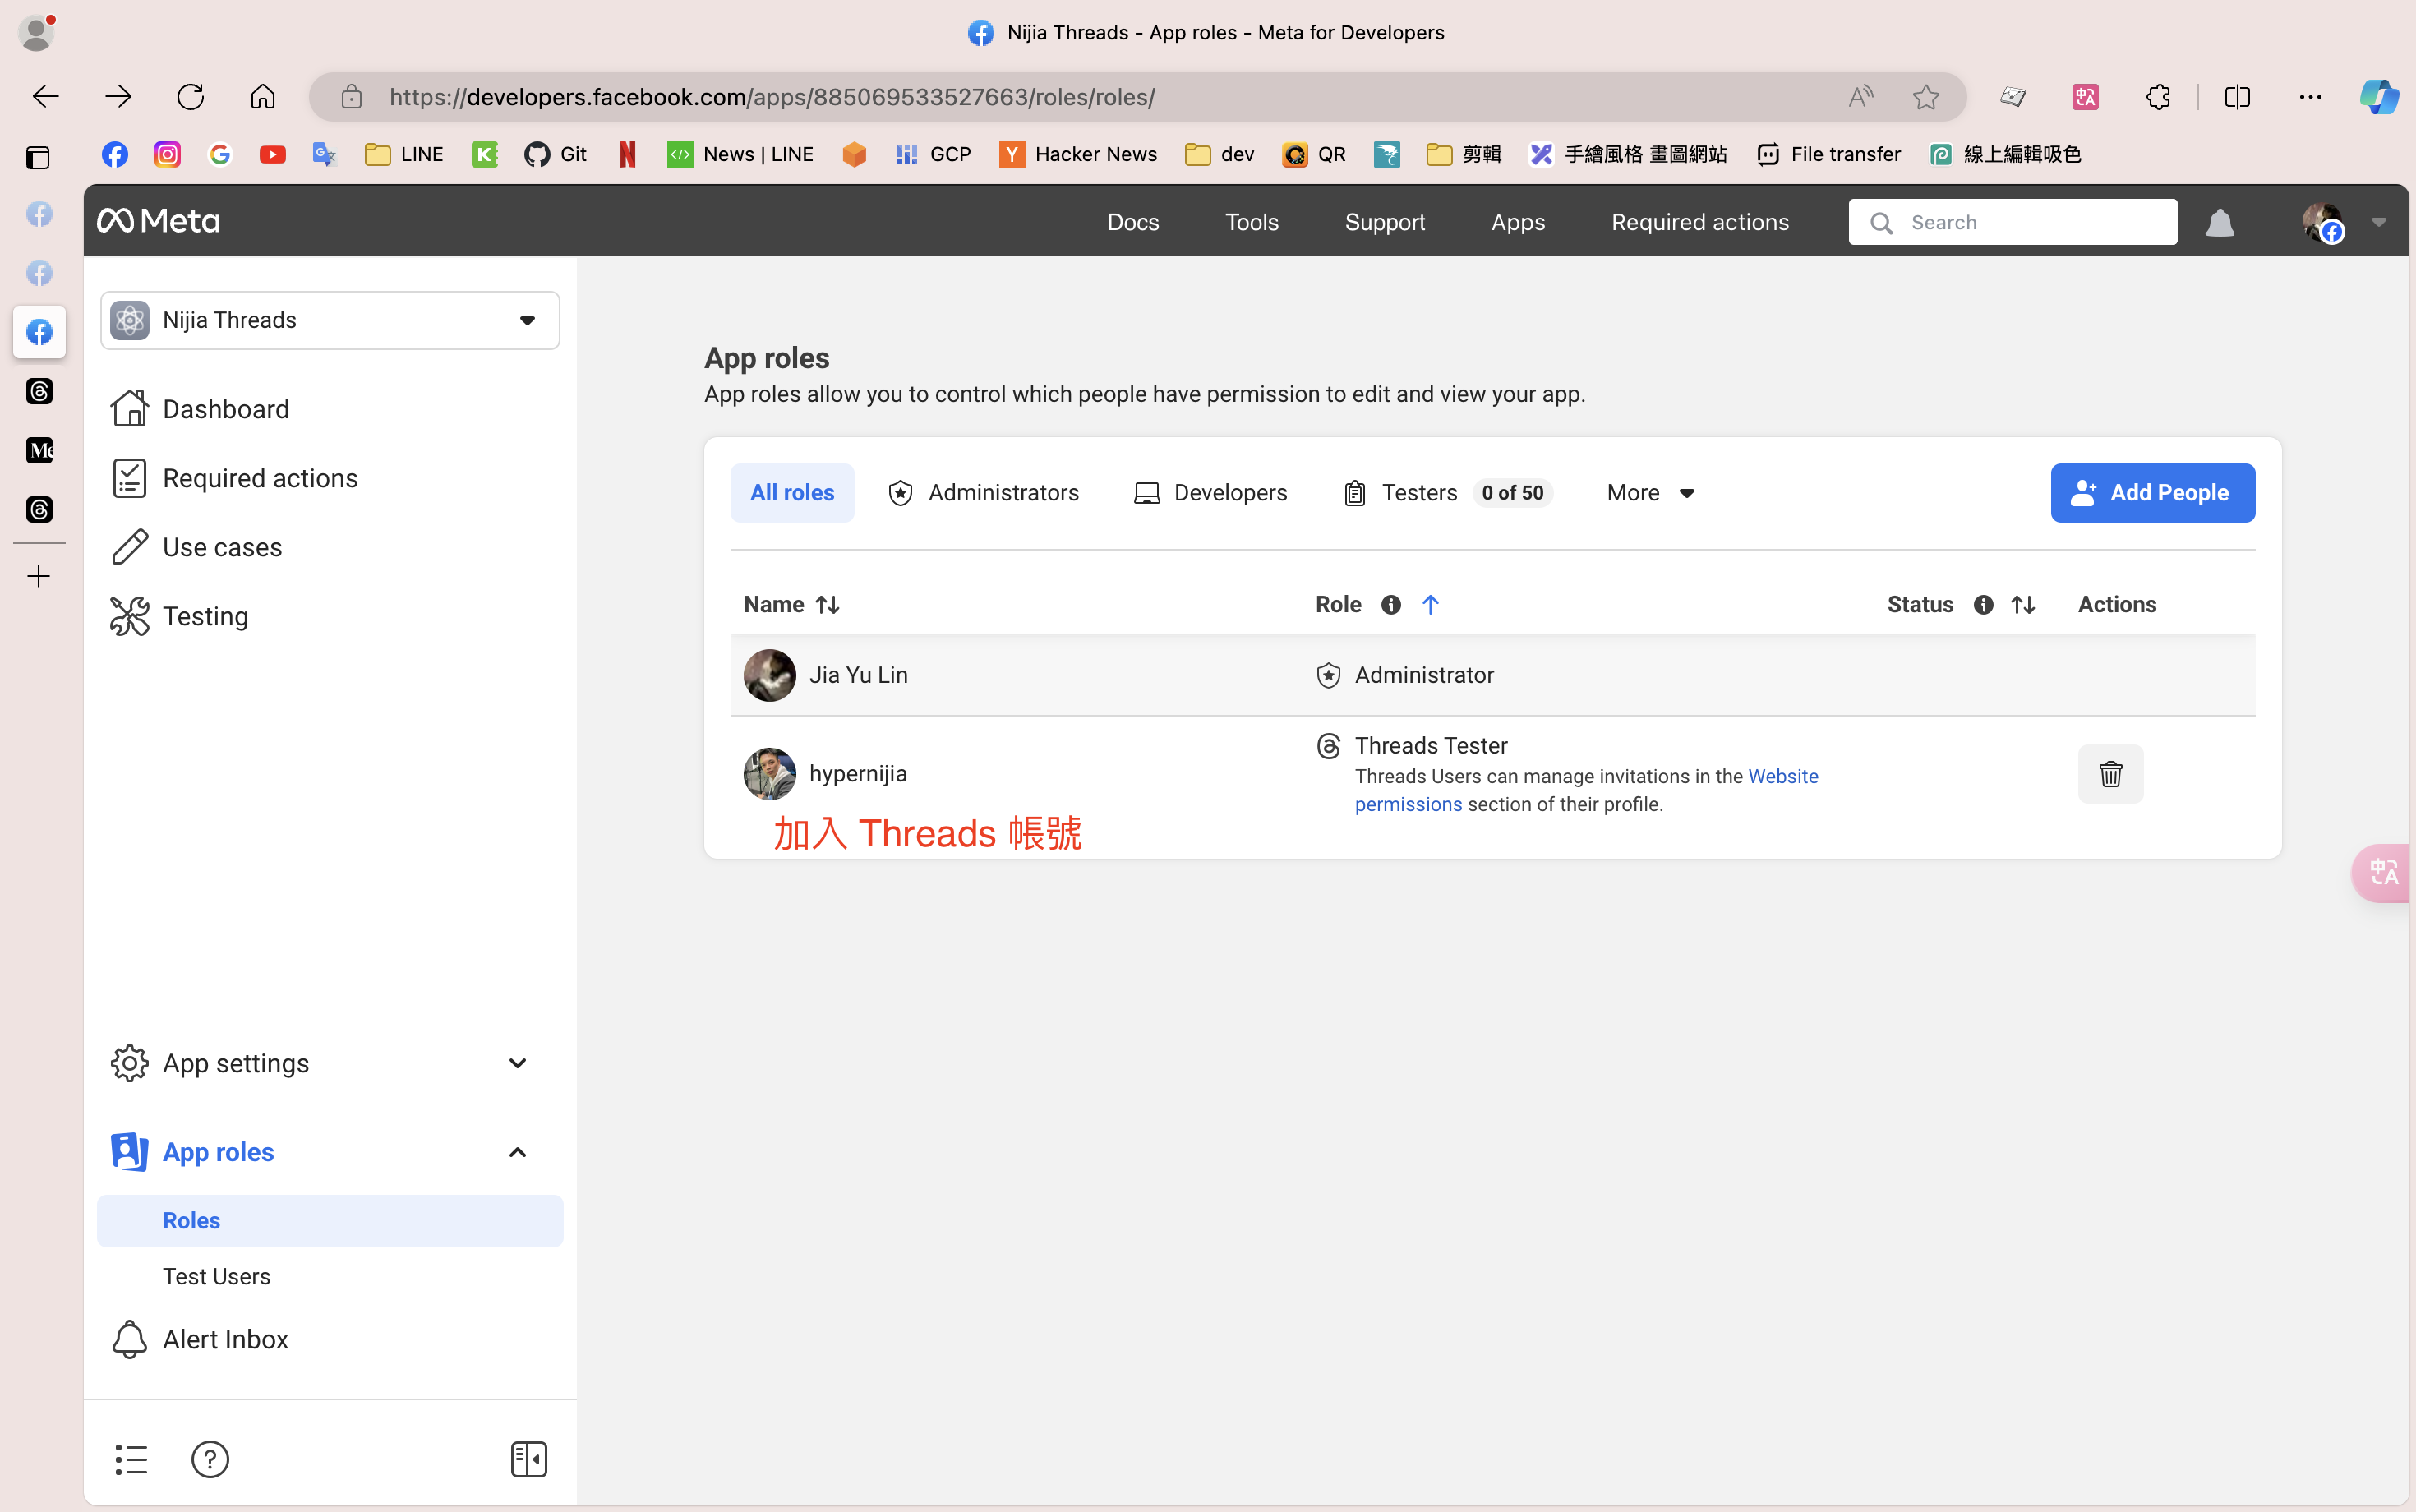 Nijia Threads - App roles - Meta for Developers
https://developers.facebook.com/apps/885069533527663/roles/roles/
LINE
Git
News | LINE
GCP
Hacker News
dev
QR
剪輯
手繪風格 畫圖網站
File transfer
線上編輯吸色
Meta
Docs
Tools
Support
Apps
Required actions
Search
Nijia Threads
Dashboard
Required actions
Use cases
Testing
App settings
App roles
Roles
Test Users
Alert Inbox
App roles
App roles allow you to control which people have permission to edit and view your app.
All roles
Administrators
Developers
Testers 0 of 50
More
Add People
Name
Role
Status
Actions
Jia Yu Lin
Administrator
hypernijia
Threads Tester
Threads Users can manage invitations in the Website
permissions section of their profile.
加入 Threads 帳號